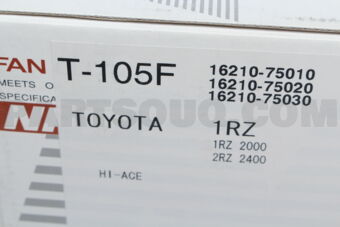 FAN T-105F 16210-75010
MEETS O 16210-75020
SPECIFICA 16210-75030
TOYOTA 1RZ
1RZ 2000
2RZ 2400
HI-ACE